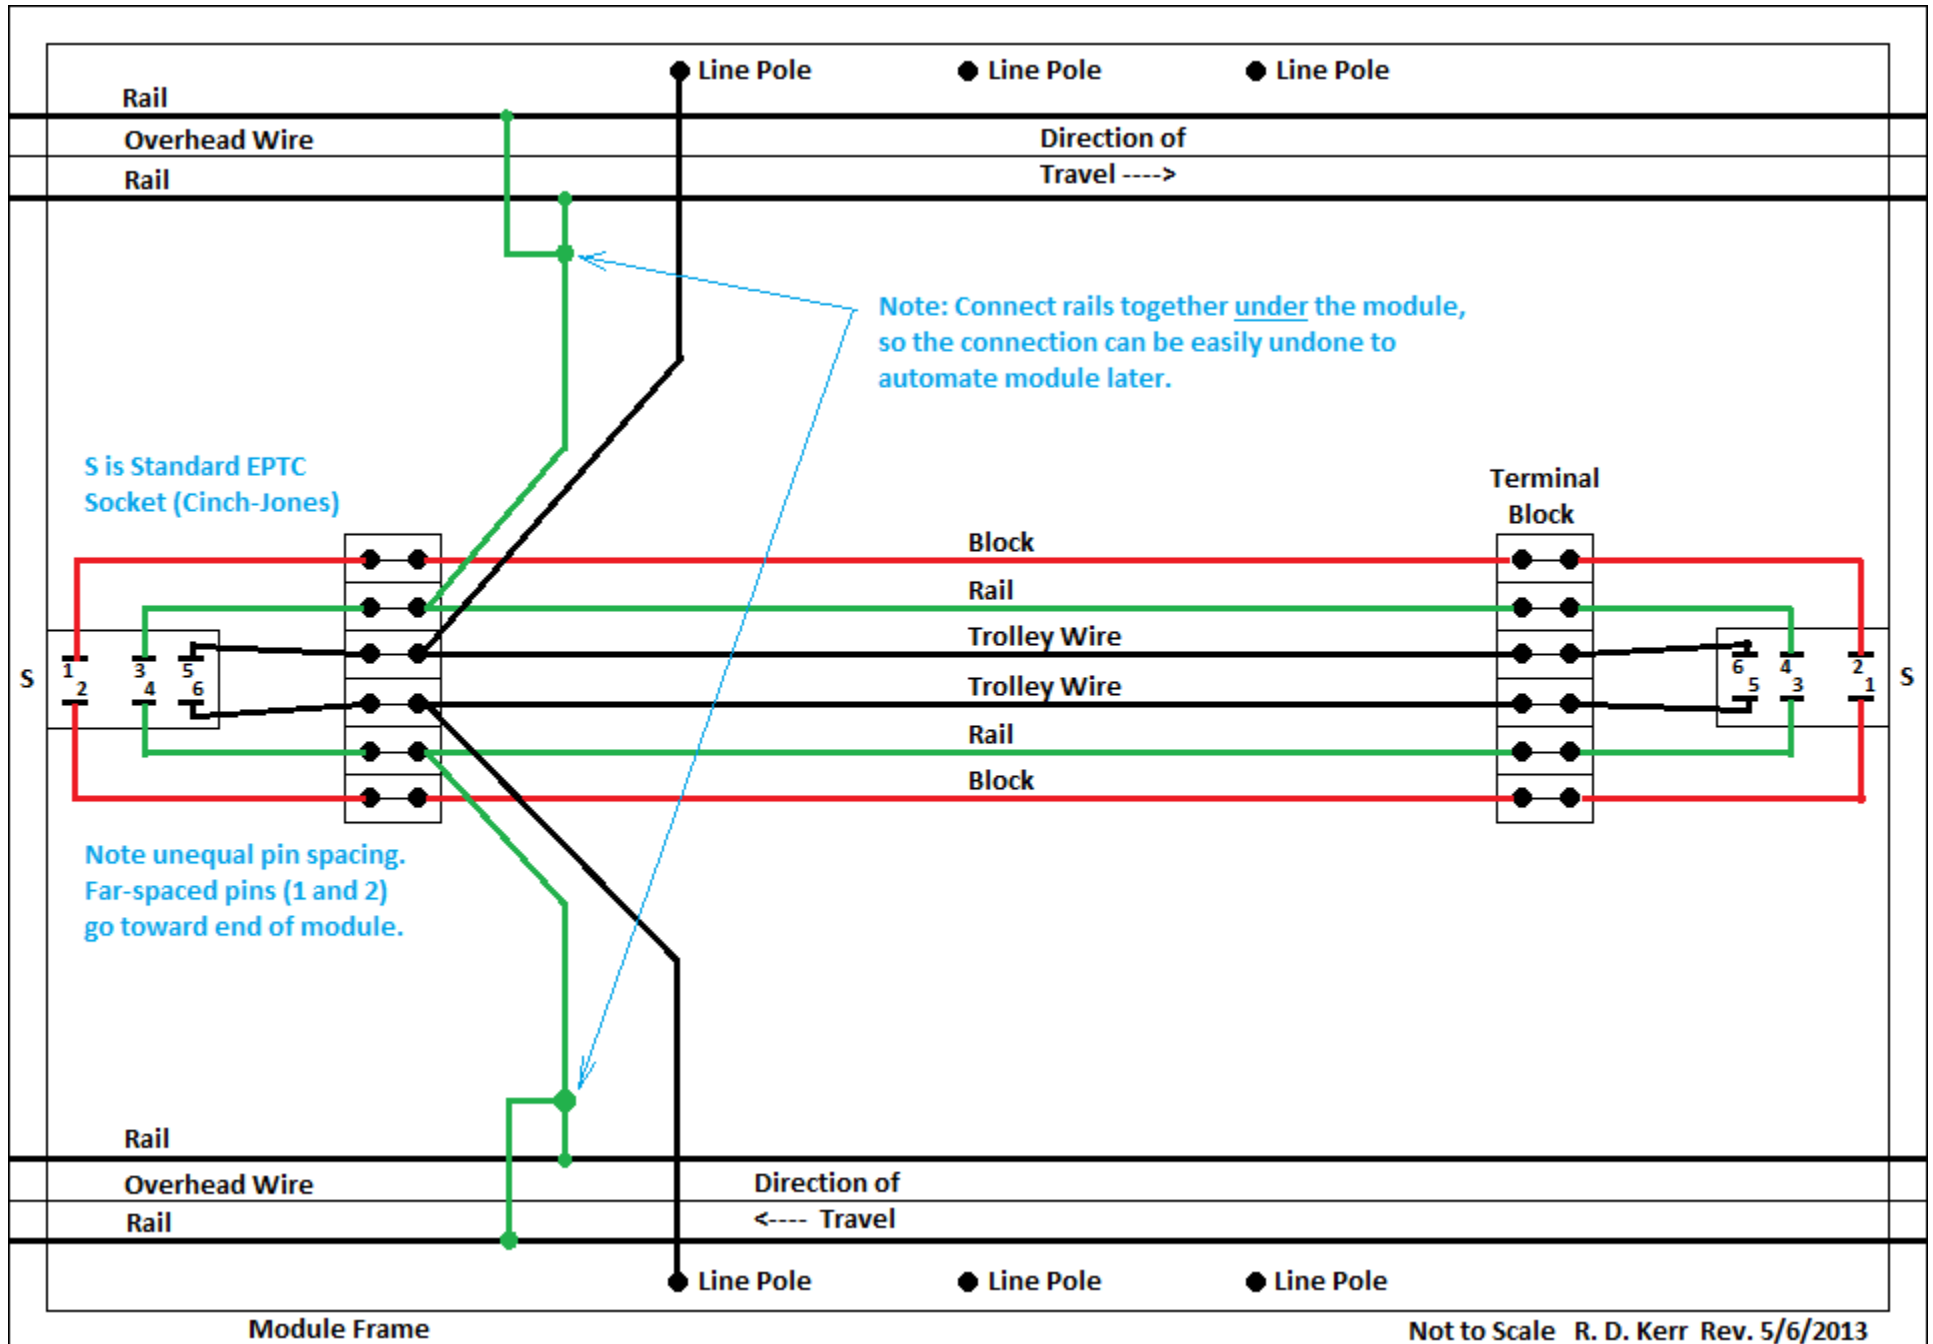 Line Pole
Line Pole
Line Pole
Rail
Overhead Wire
Rail
Direction of
Travel ---->
Note: Connect rails together under the module,
so the connection can be easily undone to
automate module later.
S is Standard EPTC
Socket (Cinch-Jones)
Terminal
Block
Block
Rail
Trolley Wire
Trolley Wire
Rail
Block
S
1
3
5
2
4
6
6
4
2
5
3
1
S
Note unequal pin spacing.
Far-spaced pins (1 and 2)
go toward end of module.
Rail
Overhead Wire
Rail
Direction of
<---- Travel
Line Pole
Line Pole
Line Pole
Module Frame
Not to Scale R. D. Kerr Rev. 5/6/2013